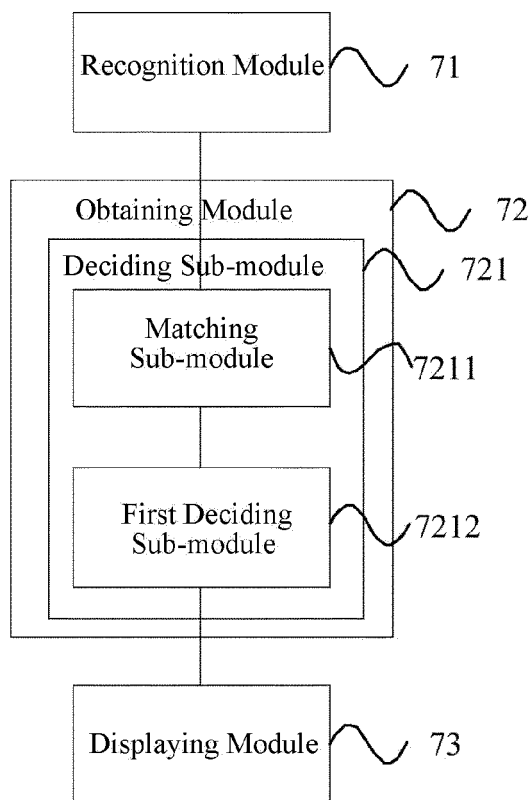 Recognition Module
71
Obtaining Module
72
Deciding Sub-module
721
Matching
Sub-module
7211
First Deciding
Sub-module
7212
Displaying Module
73